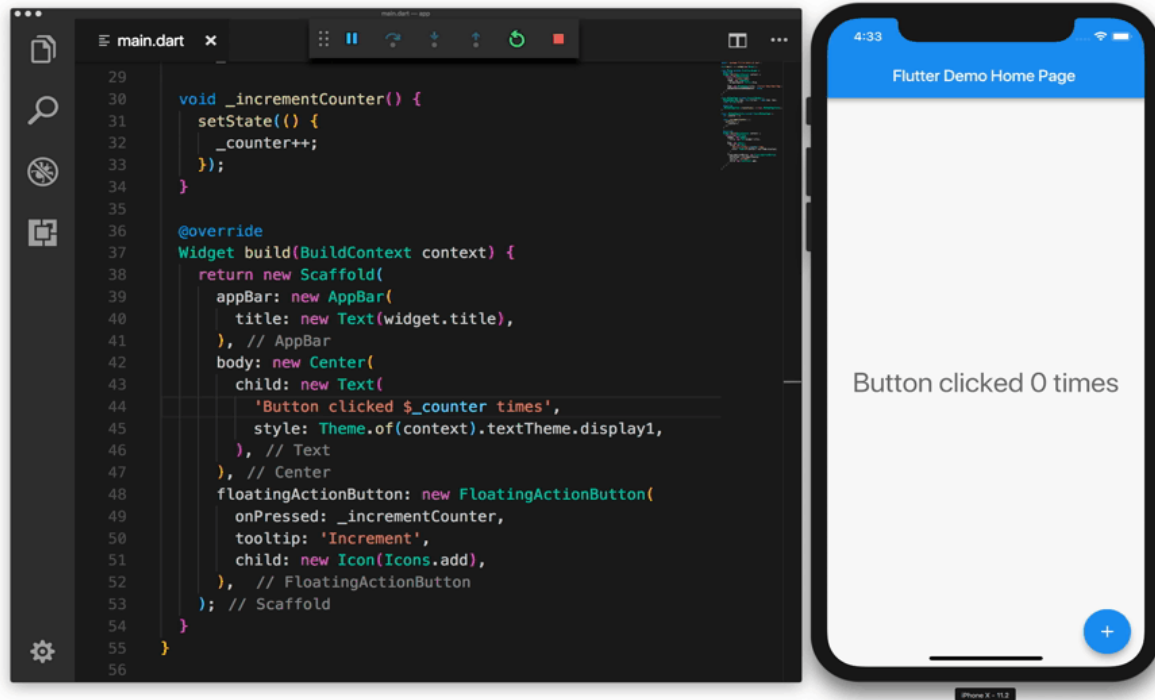 main.dart — app
main.dart
29
30 void _incrementCounter() {
31 setState(() {
32 _counter++;
33 });
34 }
35
36 @override
37 Widget build(BuildContext context) {
38 return new Scaffold(
39 appBar: new AppBar(
40 title: new Text(widget.title),
41 ), // AppBar
42 body: new Center(
43 child: new Text(
44 'Button clicked $_counter times',
45 style: Theme.of(context).textTheme.display1,
46 ), // Text
47 ), // Center
48 floatingActionButton: new FloatingActionButton(
49 onPressed: _incrementCounter,
50 tooltip: 'Increment',
51 child: new Icon(Icons.add),
52 ), // FloatingActionButton
53 ); // Scaffold
54 }
55 }
56
4:33
Flutter Demo Home Page
Button clicked 0 times
+
iPhone X - 11.2